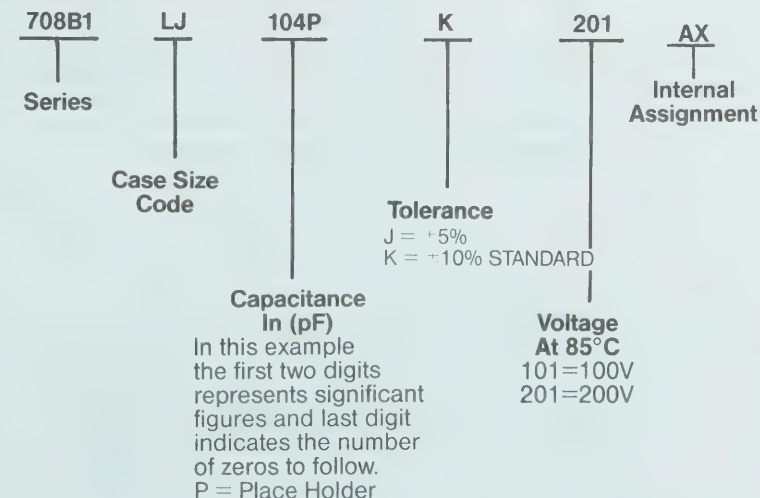 708B1 LJ 104P K 201 AX
Series
Internal
Assignment
Case Size
Code
Tolerance
J = ±5%
K = ±10% STANDARD
Capacitance
In (pF)
In this example
the first two digits
represents significant
figures and last digit
indicates the number
of zeros to follow.
P = Place Holder
Voltage
At 85°C
101=100V
201=200V